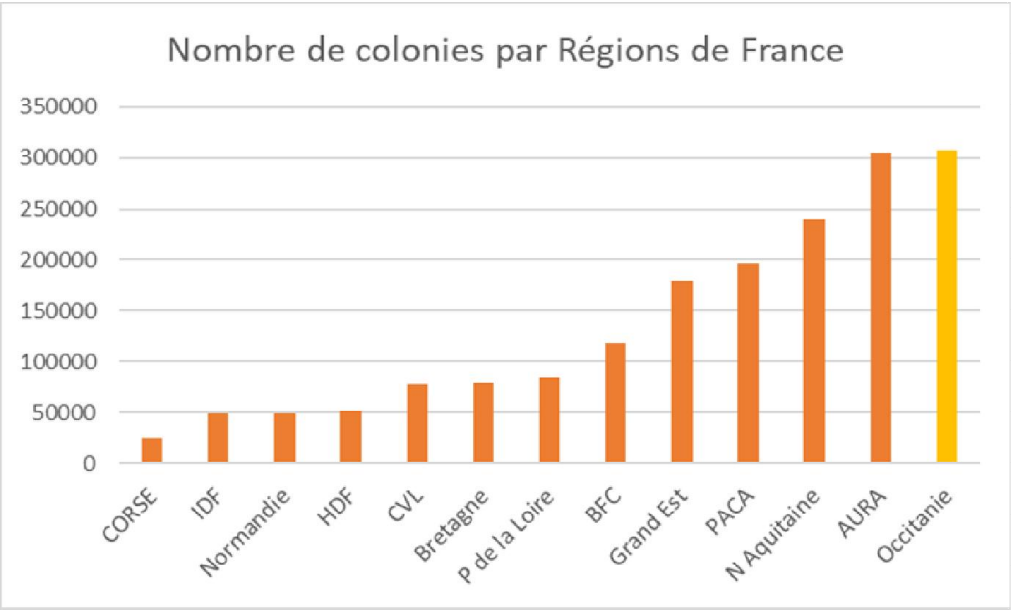 Nombre de colonies par Régions de France
350000
300000
250000
200000
150000
100000
50000
0
CORSE
IDF
Normandie
HDF
CVL
Bretagne
P de la Loire
BFC
Grand Est
PACA
N Aquitaine
AURA
Occitanie